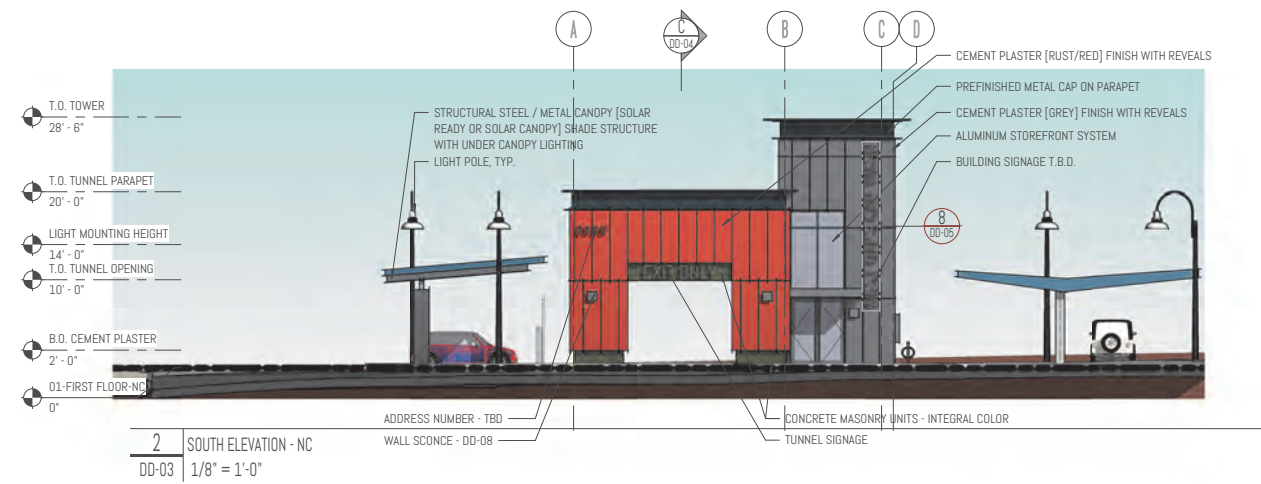 A
C
DD-04
B
C
D
CEMENT PLASTER [RUST/RED] FINISH WITH REVEALS
PREFINISHED METAL CAP ON PARAPET
CEMENT PLASTER [GREY] FINISH WITH REVEALS
ALUMINUM STOREFRONT SYSTEM
BUILDING SIGNAGE T.B.D.
T.O. TOWER
28' - 6"
STRUCTURAL STEEL / METAL CANOPY [SOLAR
READY OR SOLAR CANOPY] SHADE STRUCTURE
WITH UNDER CANOPY LIGHTING
LIGHT POLE, TYP.
T.O. TUNNEL PARAPET
20' - 0"
LIGHT MOUNTING HEIGHT
14' - 0"
8
DD-05
T.O. TUNNEL OPENING
10' - 0"
EXIT ONLY
B.O. CEMENT PLASTER
2' - 0"
01-FIRST FLOOR-NC
0"
ADDRESS NUMBER - TBD
WALL SCONCE - DD-08
CONCRETE MASONRY UNITS - INTEGRAL COLOR
TUNNEL SIGNAGE
2
SOUTH ELEVATION - NC
DD-03
1/8" = 1'-0"